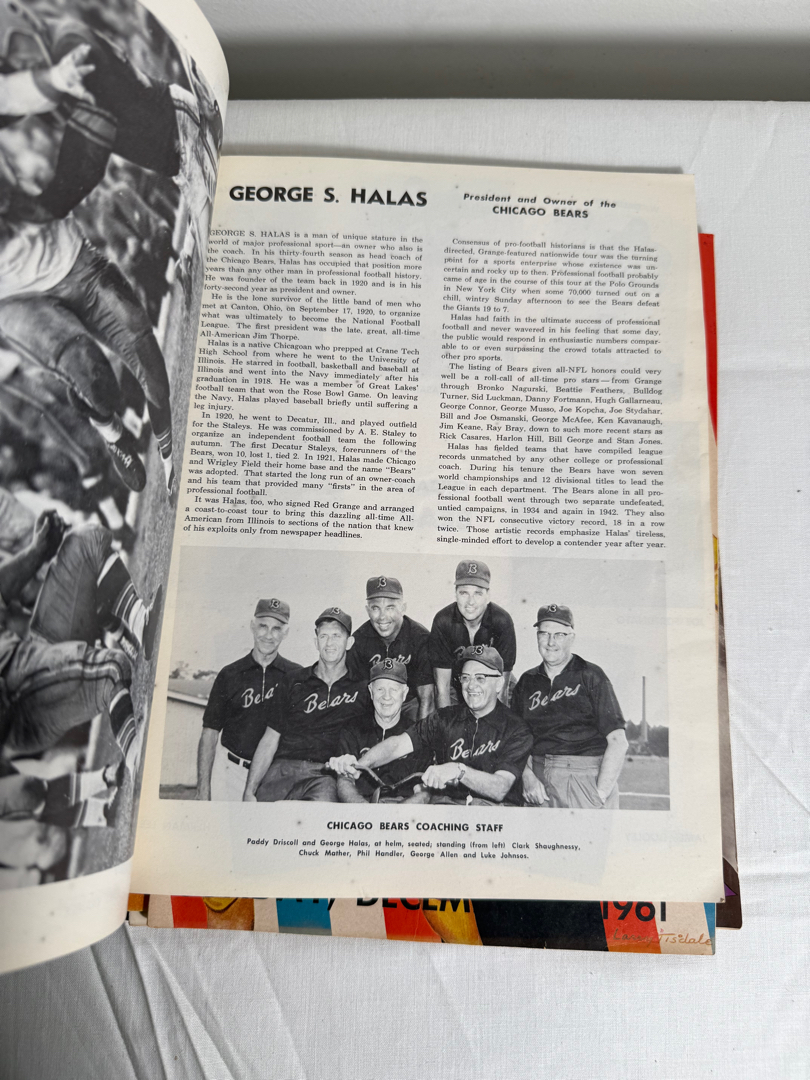 GEORGE S. HALAS
President and Owner of the
CHICAGO BEARS
GEORGE S. HALAS is a man of unique stature in the
world of major professional sport—an owner who also is
the coach. In his thirty-fourth season as head coach of
the Chicago Bears, Halas has occupied that position more
years than any other man in professional football history.
He was founder of the team back in 1920 and is in his
forty-second year as president and owner.
He is the lone survivor of the little band of men who
met at Canton, Ohio, on September 17, 1920, to organize
what was ultimately to become the National Football
League. The first president was the late, great, all-time
All-American Jim Thorpe.
Halas is a native Chicagoan who prepped at Crane Tech
High School from where he went to the University of
Illinois. He starred in football, basketball and baseball at
Illinois and went into the Navy immediately after his
graduation in 1918. He was a member of Great Lakes'
football team that won the Rose Bowl Game. On leaving
the Navy, Halas played baseball briefly until suffering a
leg injury.
In 1920, he went to Decatur, Ill., and played outfield
for the Staleys. He was commissioned by A. E. Staley to
organize an independent football team the following
autumn. The first Decatur Staleys, forerunners of the
Bears, won 10, lost 1, tied 2. In 1921, Halas made Chicago
and Wrigley Field their home base and the name "Bears"
was adopted. That started the long run of an owner-coach
and his team that provided many "firsts" in the area of
professional football.
It was Halas, too, who signed Red Grange and arranged
a coast-to-coast tour to bring this dazzling all-time All-
American from Illinois to sections of the nation that knew
of his exploits only from newspaper headlines.
Consensus of pro-football historians is that the Halas-
directed, Grange-featured nationwide tour was the turning
point for a sports enterprise whose existence was un-
certain and rocky up to then. Professional football probably
came of age in the course of this tour at the Polo Grounds
in New York City when some 70,000 turned out on a
chill, wintry Sunday afternoon to see the Bears defeat
the Giants 19 to 7.
Halas had faith in the ultimate success of professional
football and never wavered in his feeling that some day,
the public would respond in enthusiastic numbers compar-
able to or even surpassing the crowd totals attracted to
other pro sports.
The listing of Bears given all-NFL honors could very
well be a roll-call of all-time pro stars — from Grange
through Bronko Nagurski, Beattie Feathers, Bulldog
Turner, Sid Luckman, Danny Fortmann, Hugh Gallarneau,
George Connor, George Musso, Joe Kopcha, Joe Stydahar,
Bill and Joe Osmanski, George McAfee, Ken Kavanaugh,
Jim Keane, Ray Bray, down to such more recent stars as
Rick Casares, Harlon Hill, Bill George and Stan Jones.
Halas has fielded teams that have compiled league
records unmatched by any other college or professional
coach. During his tenure the Bears have won seven
world championships and 12 divisional titles to lead the
League in each department. The Bears alone in all pro-
fessional football went through two separate undefeated,
untied campaigns, in 1934 and again in 1942. They also
won the NFL consecutive victory record, 18 in a row
twice. Those artistic records emphasize Halas' tireless,
single-minded effort to develop a contender year after year.
B
B
B
B
B
B
B
Bea
Bears
Bears
Bears
Bears
CHICAGO BEARS COACHING STAFF
Paddy Driscoll and George Halas, at helm, seated; standing (from left) Clark Shaughnessy,
Chuck Mather, Phil Handler, George Allen and Luke Johnsos.
DECEM
1961
Tisdale